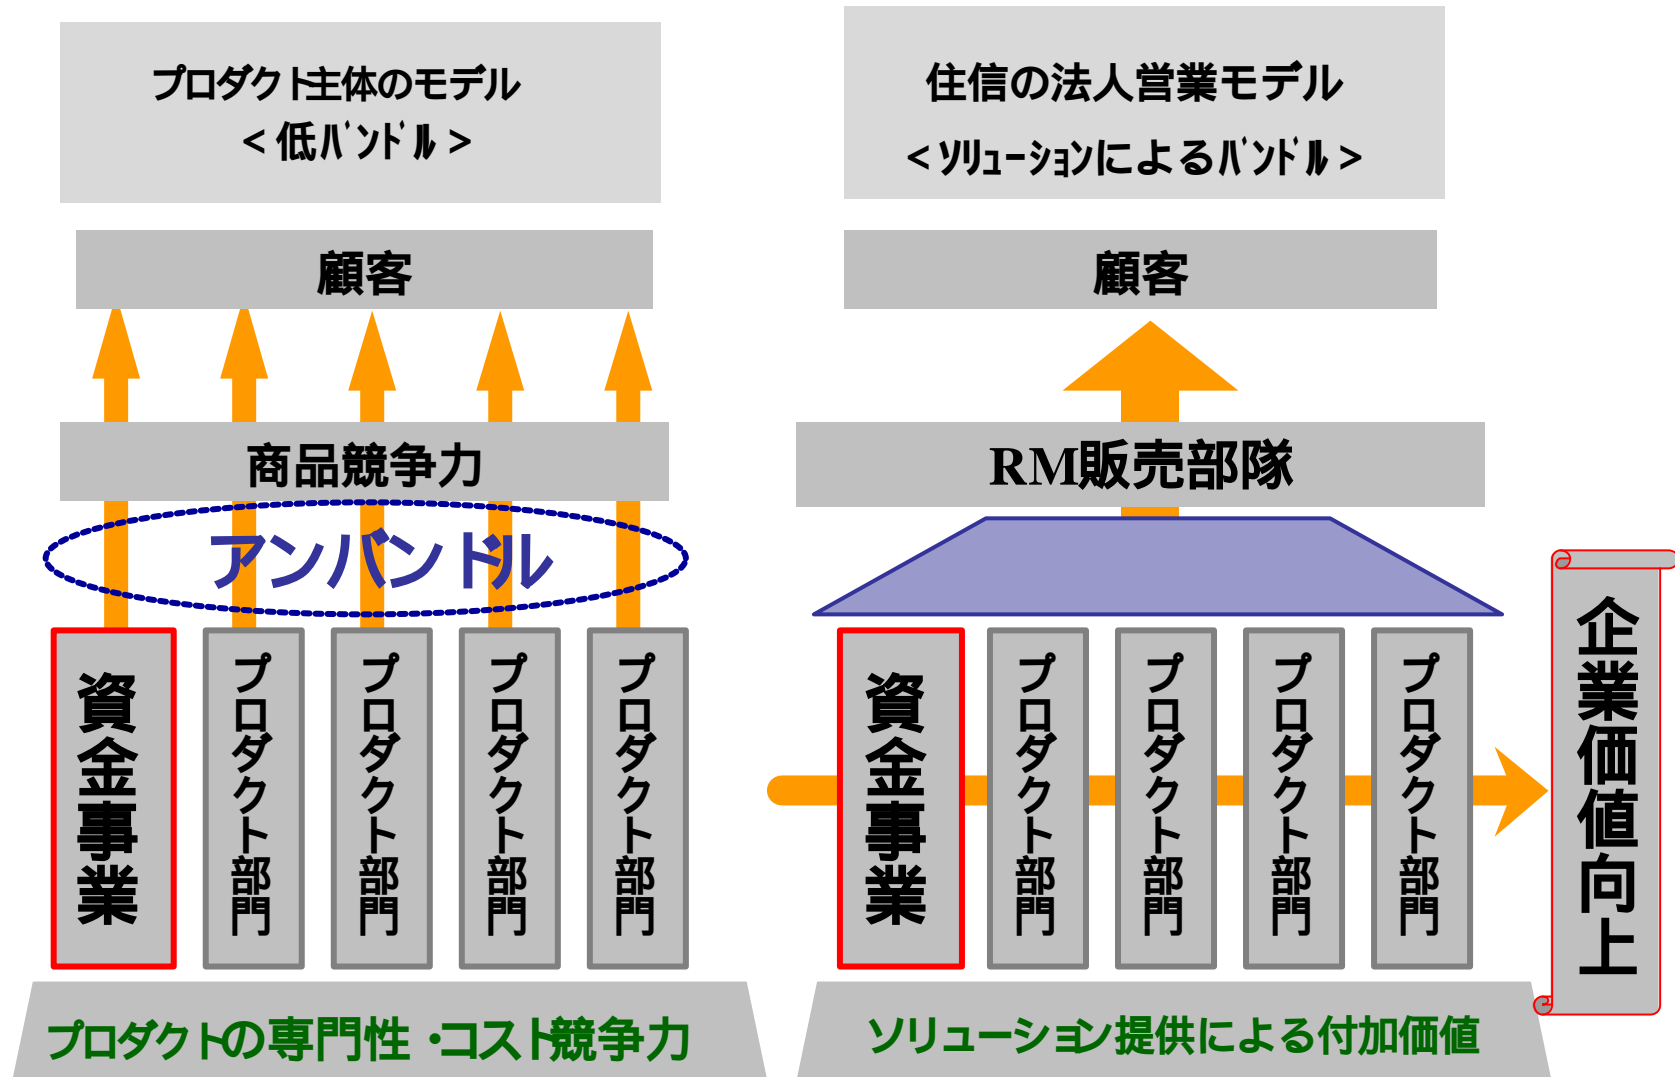 プロダクト主体のモデル
<低ﾊﾞﾝﾄﾞﾙ>
顧客
商品競争力
アンバンドル
資金事業
プロダクト部門
プロダクト部門
プロダクト部門
プロダクト部門
プロダクトの専門性・コスト競争力
住信の法人営業モデル
<ｿﾘｭｰｼｮﾝによるﾊﾞﾝﾄﾞﾙ>
顧客
RM販売部隊
資金事業
プロダクト部門
プロダクト部門
プロダクト部門
プロダクト部門
企業価値向上
ソリューション提供による付加価値